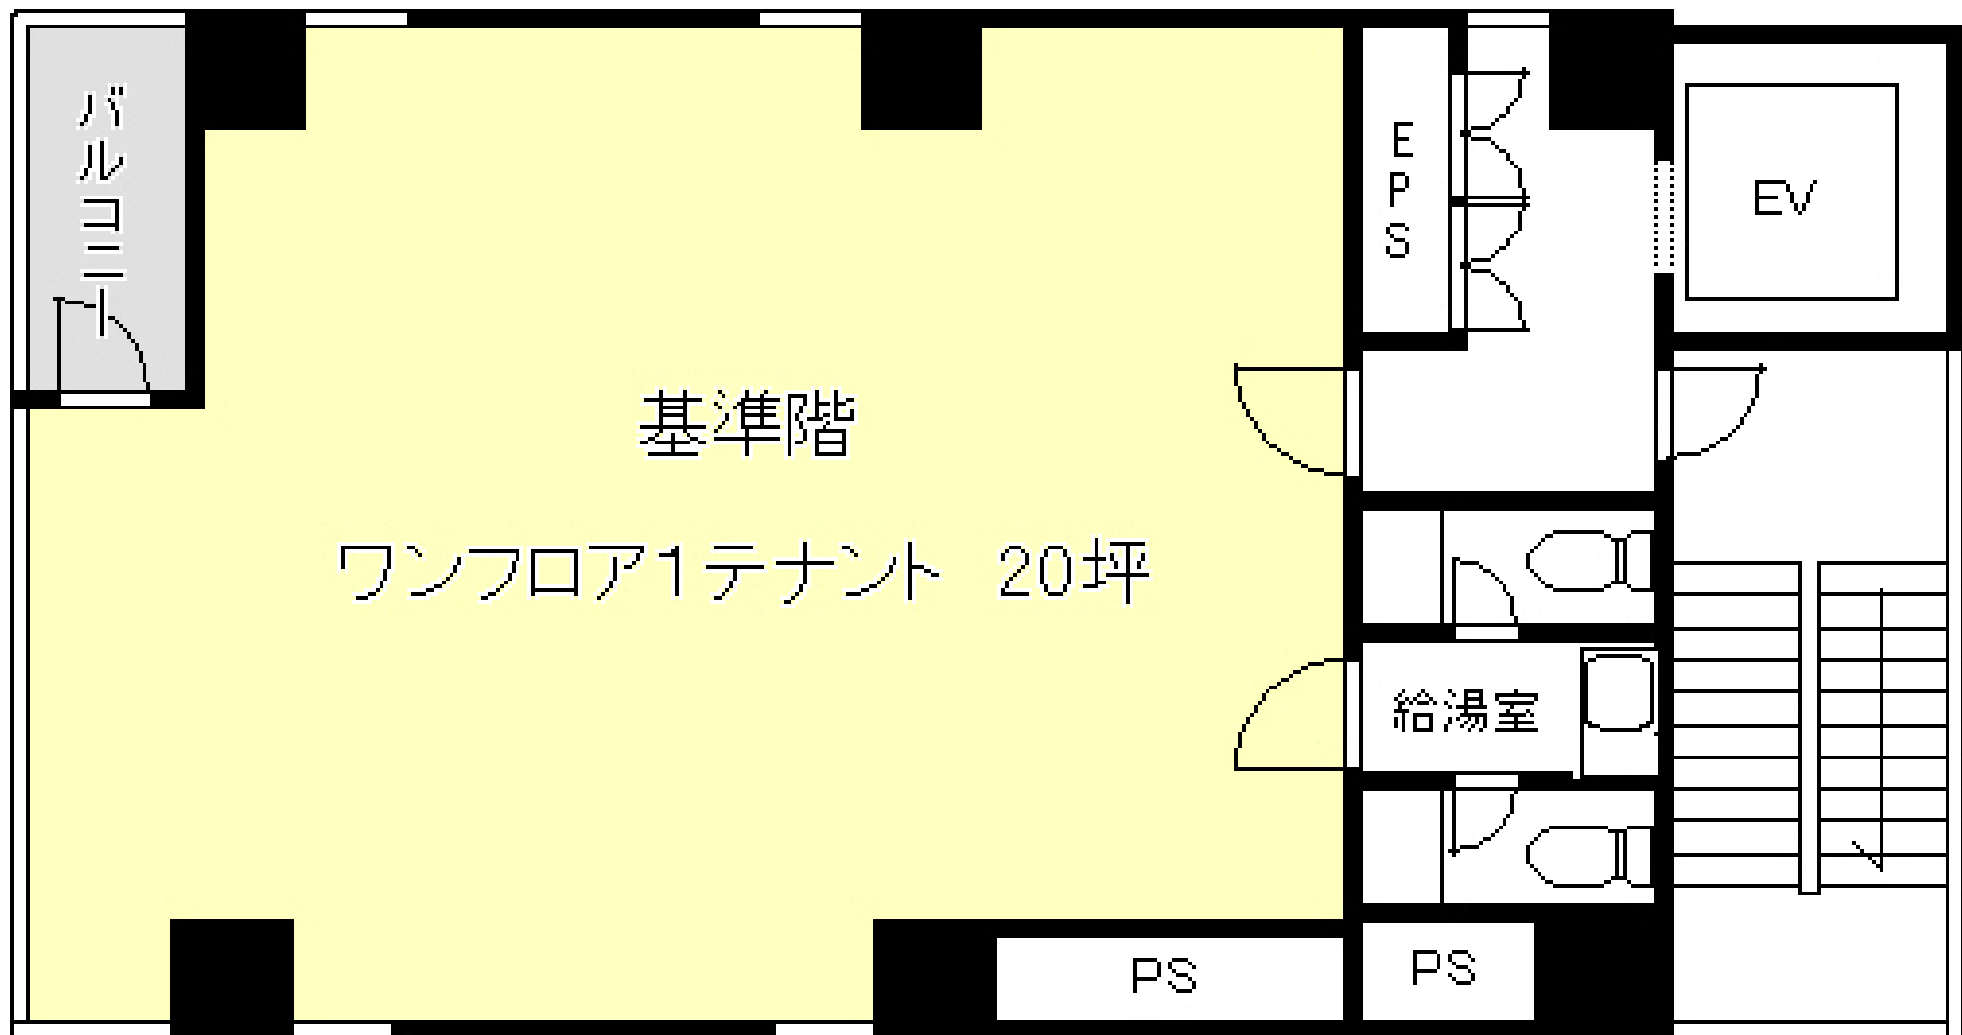 バルコニー
EPS
EV
基準階
ワンフロア1テナント 20坪
給湯室
PS
PS